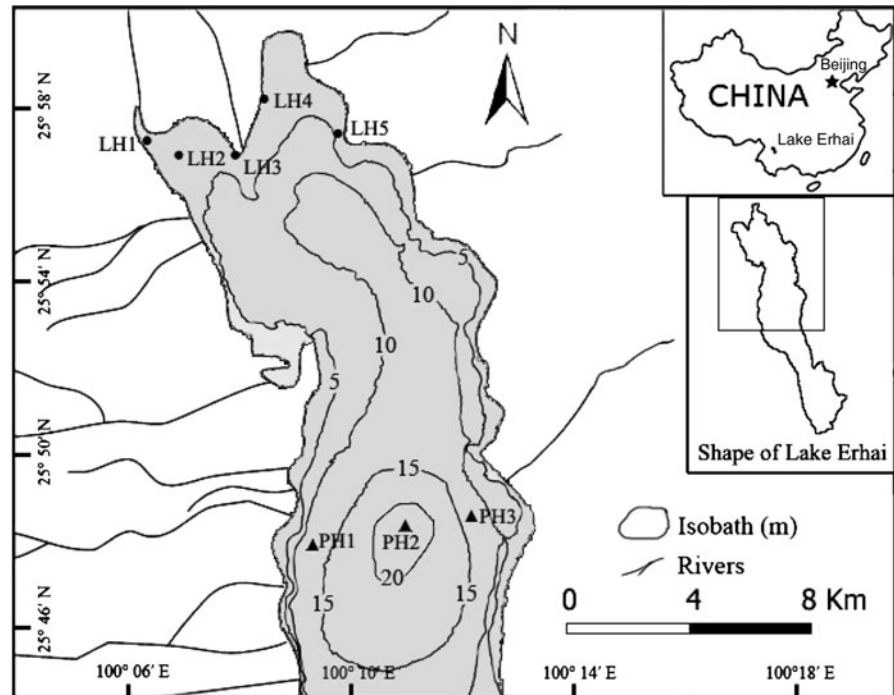 N
Beijing
CHINA
Lake Erhai
25° 58′ N
LH4
LH5
LH1
LH2
LH3
5
25° 54′ N
10
10
5
Shape of Lake Erhai
25° 50′ N
15
PH3
PH1
PH2
Isobath (m)
20
Rivers
15
15
0 4 8 Km
25° 46′ N
100° 06′ E 100° 10′ E 100° 14′ E 100° 18′ E